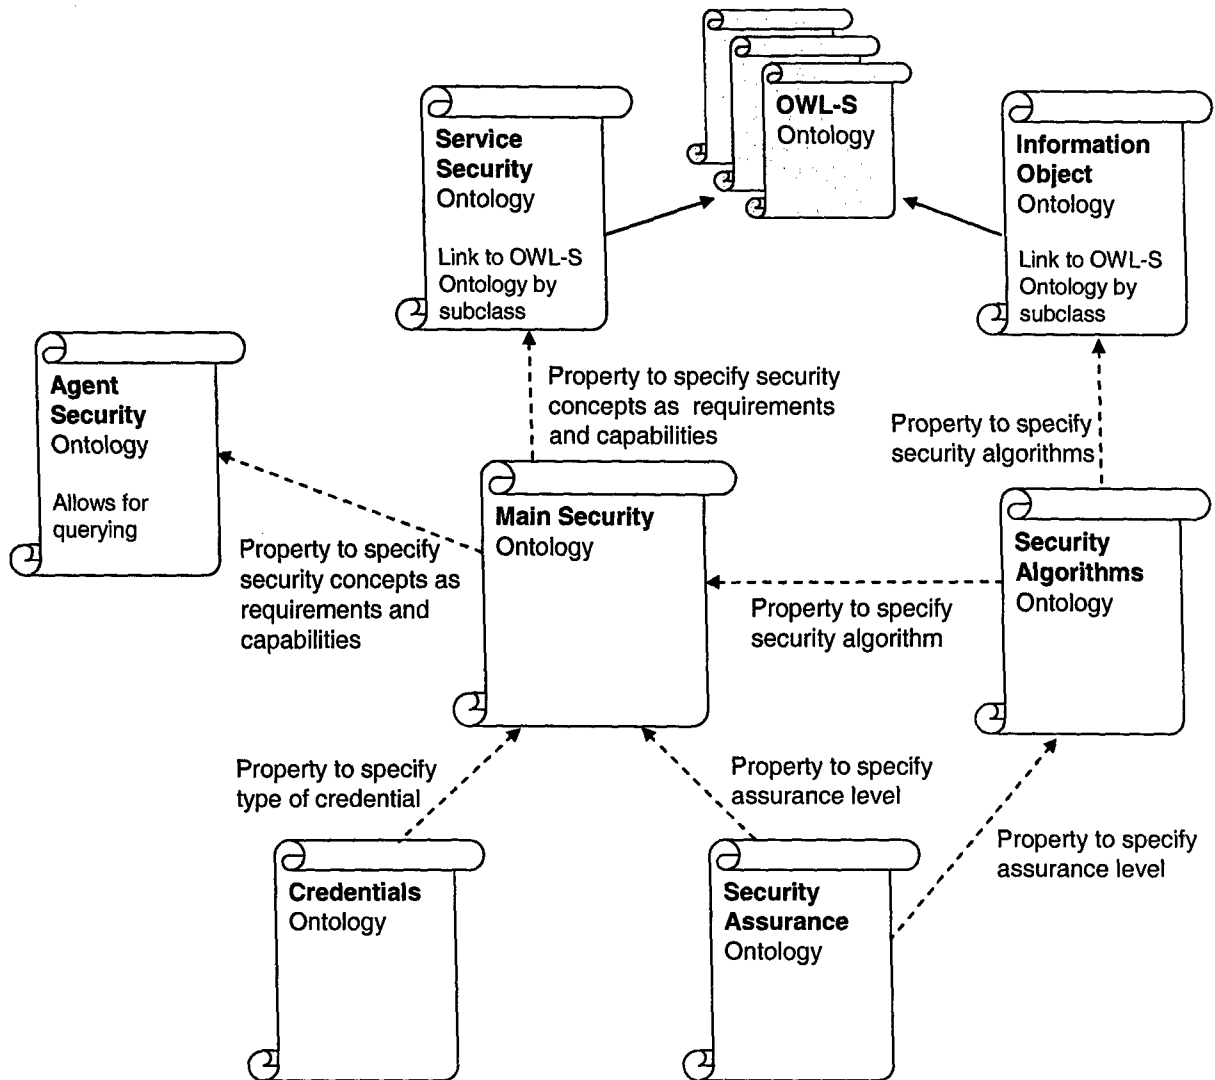 OWL-S
Ontology
Service
Security
Ontology
Link to OWL-S
Ontology by
subclass
Information
Object
Ontology
Link to OWL-S
Ontology by
subclass
Agent
Security
Ontology
Allows for
querying
Property to specify security
concepts as requirements
and capabilities
Property to specify
security algorithms
Main Security
Ontology
Property to specify
security concepts as
requirements and
capabilities
Security
Algorithms
Ontology
Property to specify
security algorithm
Property to specify
type of credential
Property to specify
assurance level
Property to specify
assurance level
Credentials
Ontology
Security
Assurance
Ontology